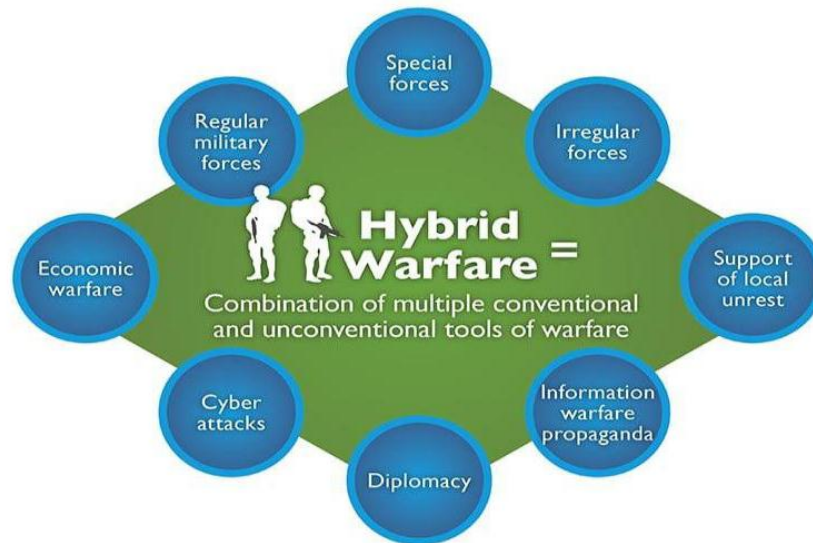 Special
forces
Regular
military
forces
Irregular
forces
Hybrid
Warfare =
Combination of multiple conventional
and unconventional tools of warfare
Economic
warfare
Support
of local
unrest
Cyber
attacks
Information
warfare
propaganda
Diplomacy